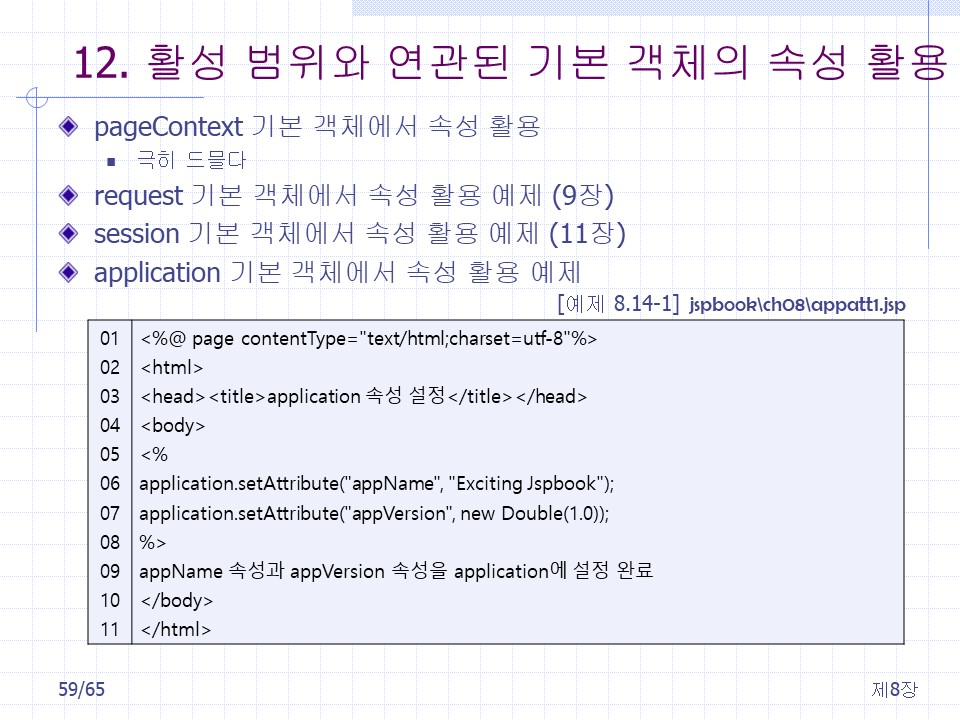 12. 활성 범위와 연관된 기본 객체의 속성 활용
pageContext 기본 객체에서 속성 활용
극히 드물다
request 기본 객체에서 속성 활용 예제 (9장)
session 기본 객체에서 속성 활용 예제 (11장)
application 기본 객체에서 속성 활용 예제
[예제 8.14-1] jspbook\ch08\appatt1.jsp
01 <%@ page contentType="text/html;charset=utf-8"%>
02 <html>
03 <head><title>application 속성 설정</title></head>
04 <body>
05 <%
06 application.setAttribute("appName", "Exciting Jspbook");
07 application.setAttribute("appVersion", new Double(1.0));
08 %>
09 appName 속성과 appVersion 속성을 application에 설정 완료
10 </body>
11 </html>
59/65 제8장